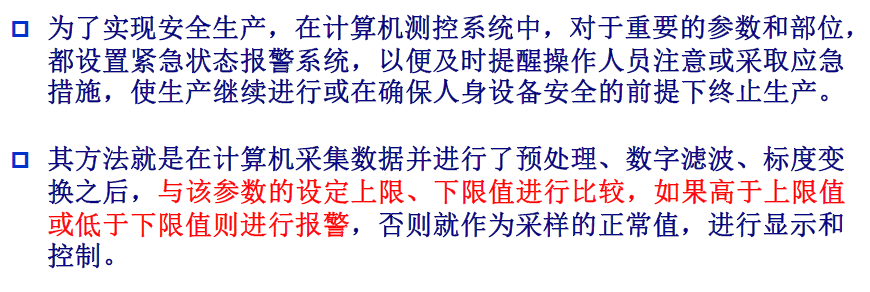 为了实现安全生产，在计算机测控系统中，对于重要的参数和部位，
都设置紧急状态报警系统，以便及时提醒操作人员注意或采取应急
措施，使生产继续进行或在确保人身设备安全的前提下终止生产。
其方法就是在计算机采集数据并进行了预处理、数字滤波、标度变
换之后，与该参数的设定上限、下限值进行比较，如果高于上限值
或低于下限值则进行报警，否则就作为采样的正常值，进行显示和
控制。